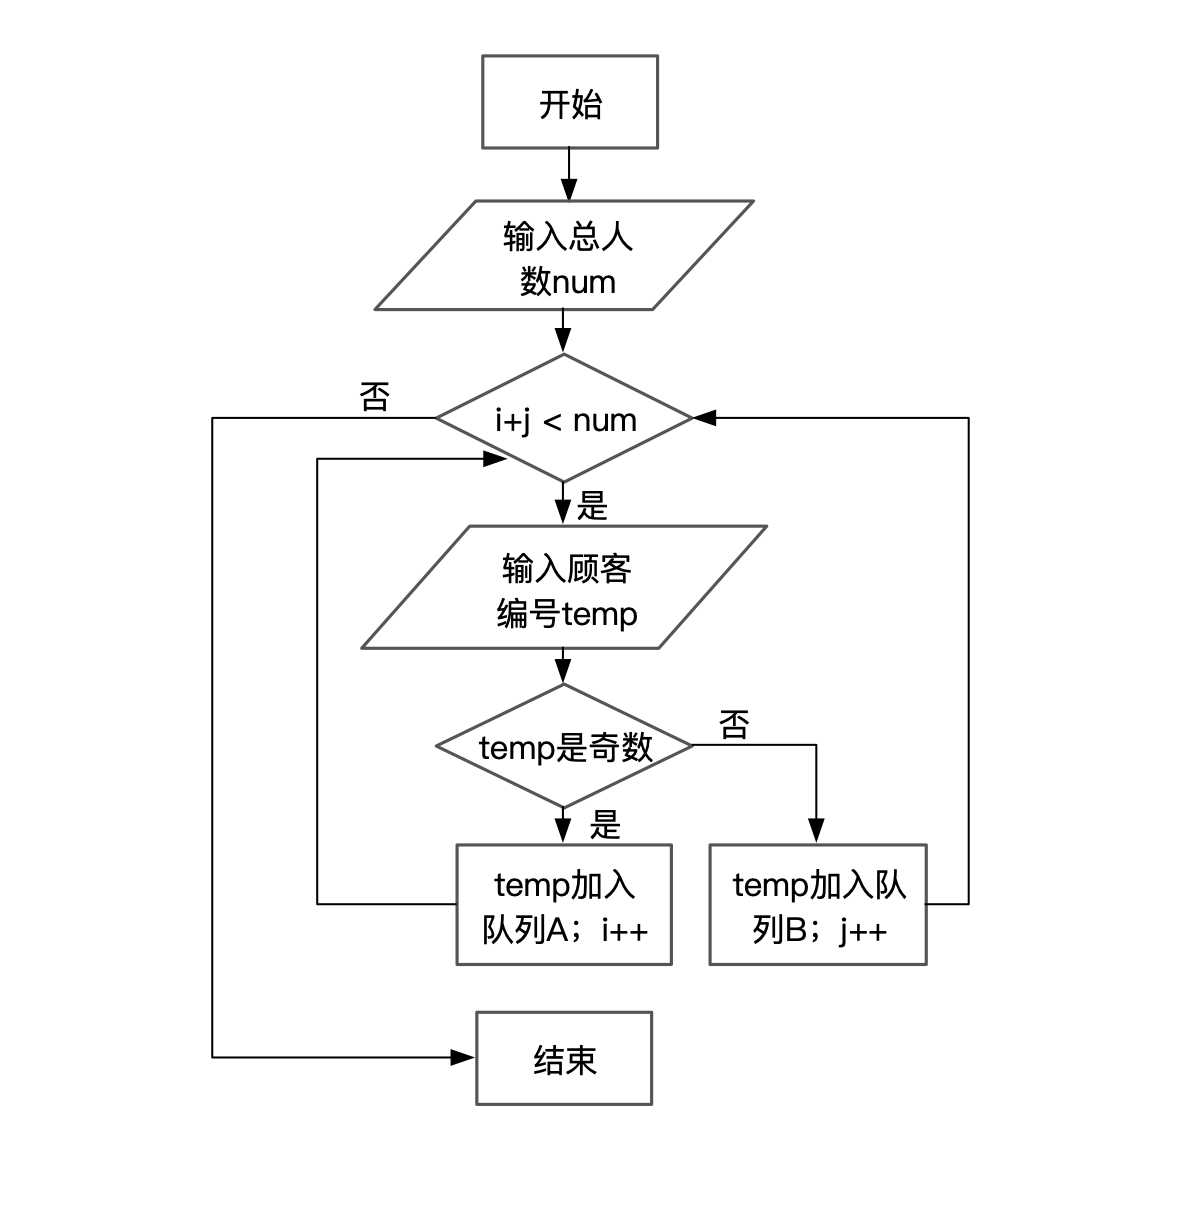 开始
输入总人
数num
否
i+j < num
是
输入顾客
编号temp
temp是奇数
否
是
temp加入
队列A；i++
temp加入队
列B；j++
结束